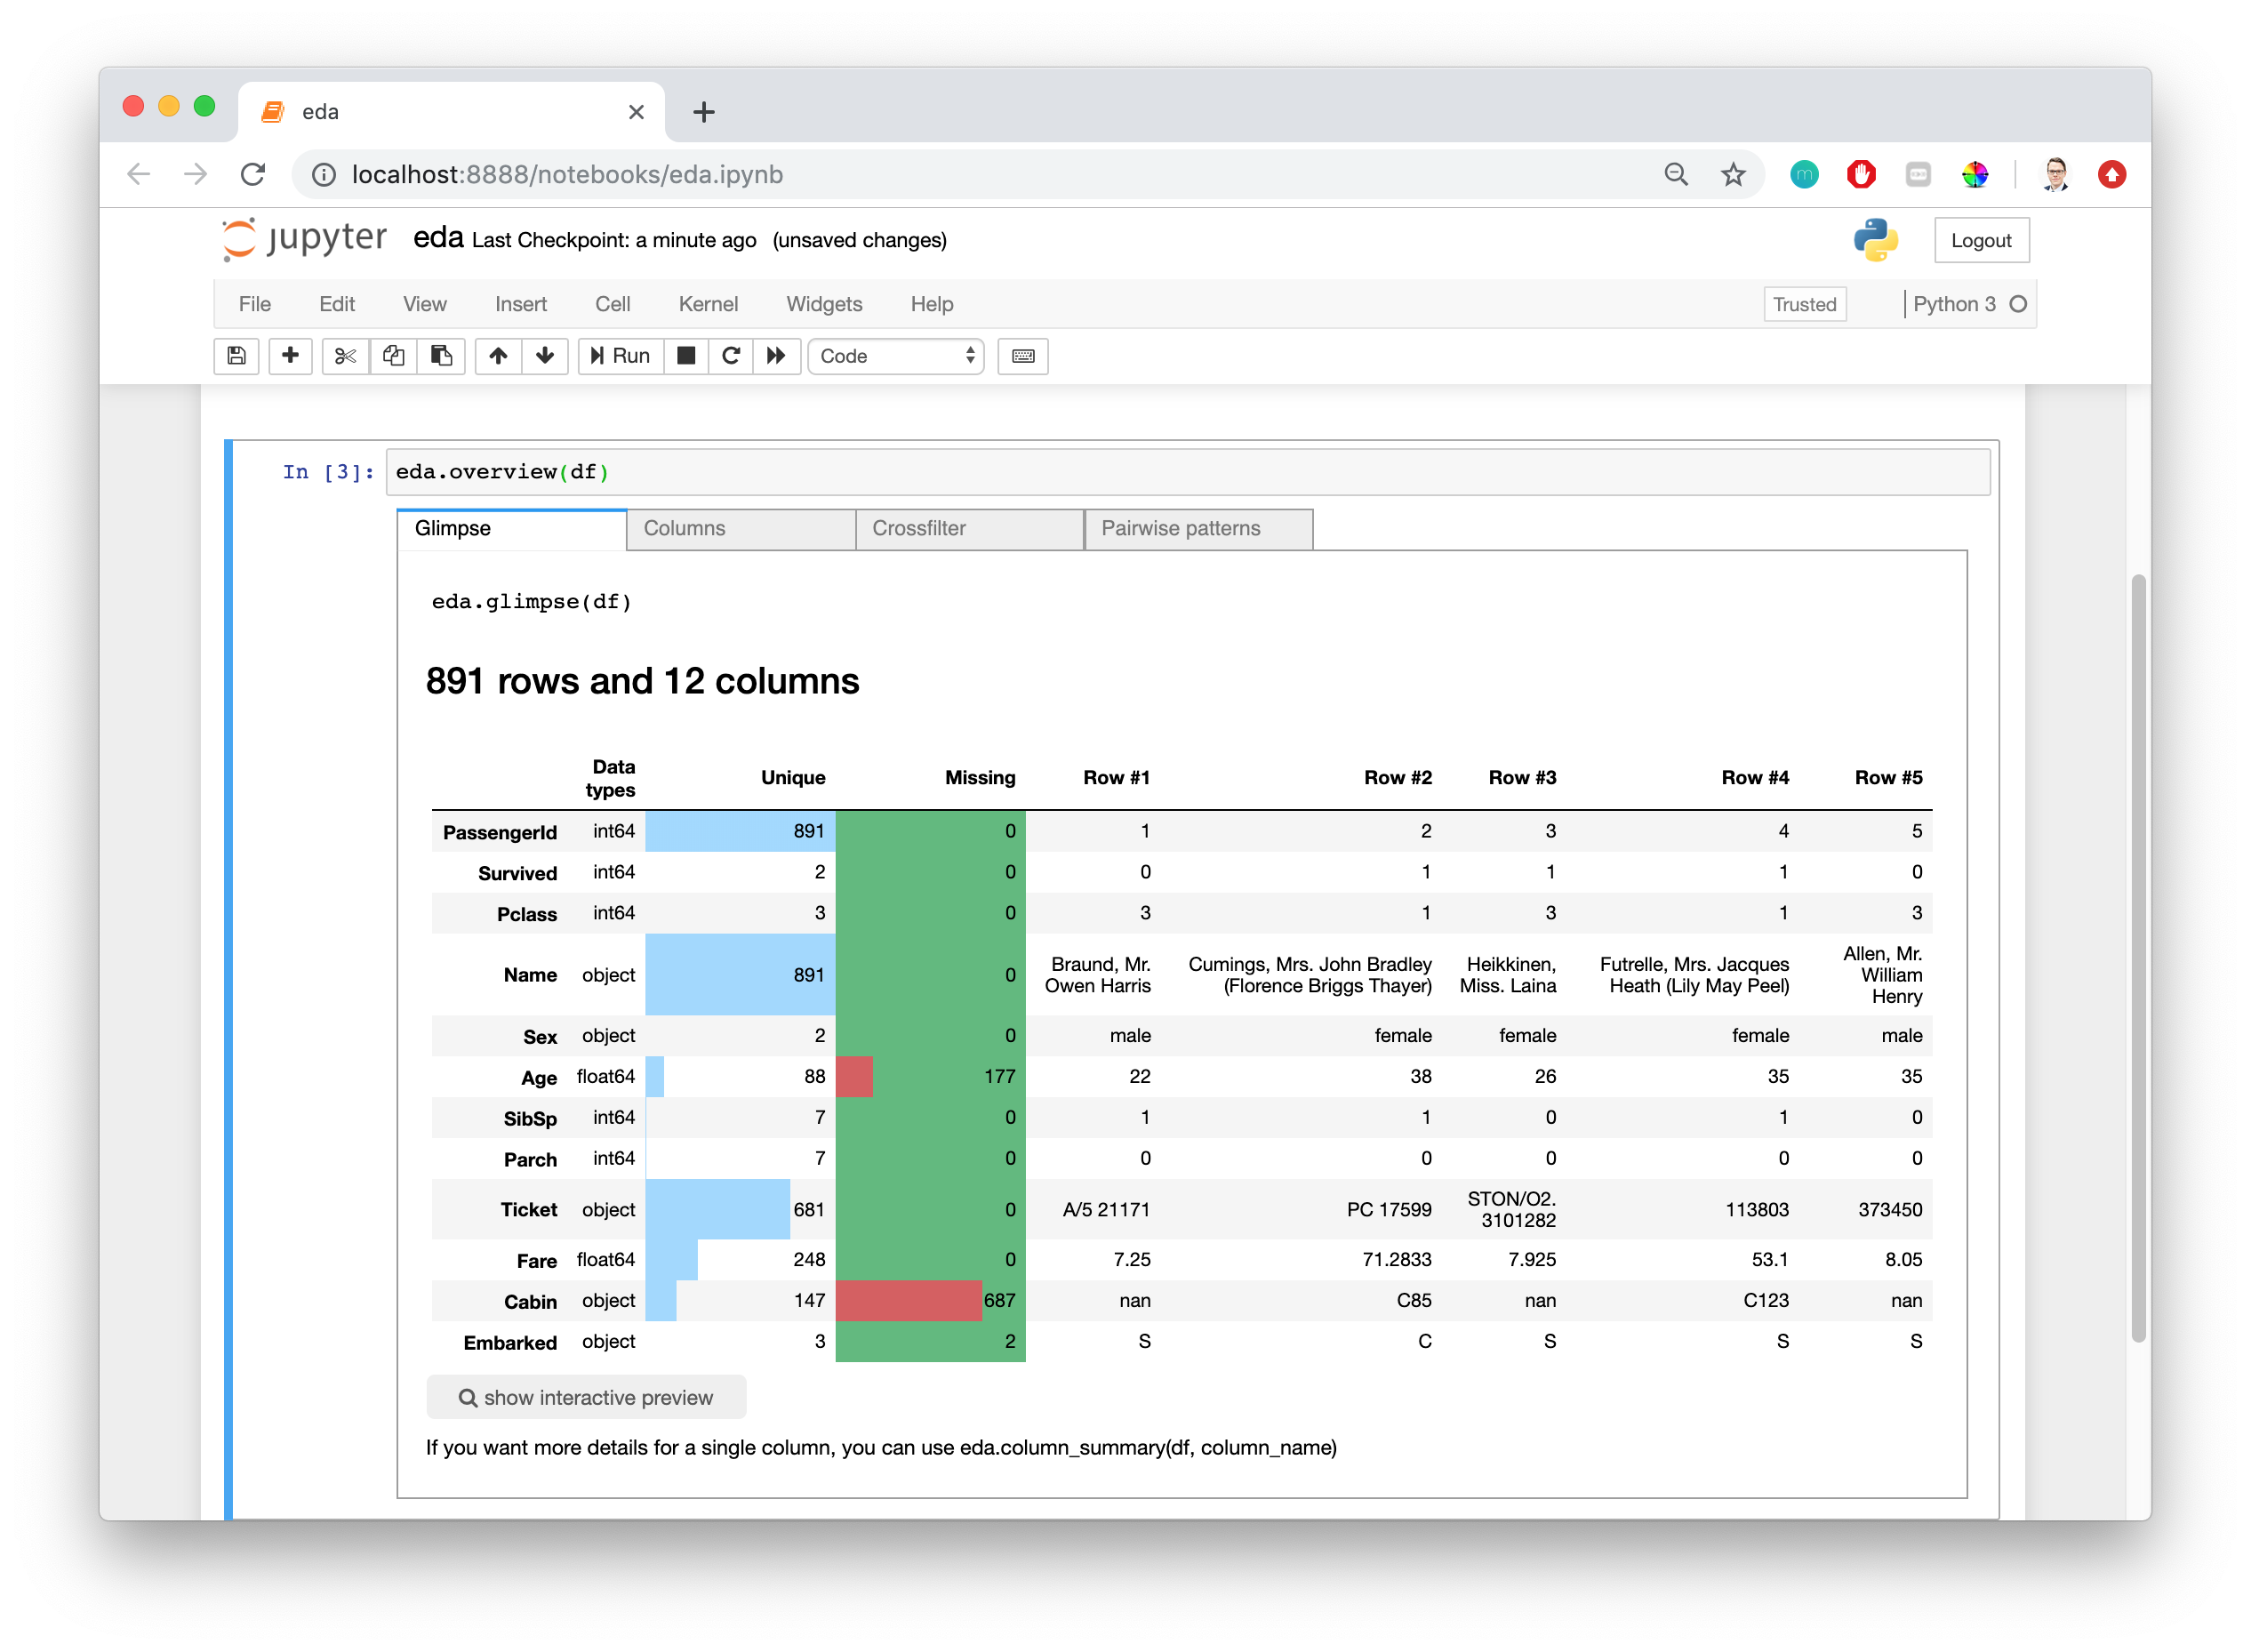 eda
localhost:8888/notebooks/eda.ipynb
jupyter eda Last Checkpoint: a minute ago (unsaved changes)
Logout
File Edit View Insert Cell Kernel Widgets Help Trusted Python 3
Run Code
In [3]: eda.overview(df)
Glimpse Columns Crossfilter Pairwise patterns
eda.glimpse(df)
891 rows and 12 columns
Data types Unique Missing Row #1 Row #2 Row #3 Row #4 Row #5
PassengerId int64 891 0 1 2 3 4 5
Survived int64 2 0 0 1 1 1 0
Pclass int64 3 0 3 1 3 1 3
Name object 891 0 Braund, Mr. Owen Harris Cumings, Mrs. John Bradley (Florence Briggs Thayer) Heikkinen, Miss. Laina Futrelle, Mrs. Jacques Heath (Lily May Peel) Allen, Mr. William Henry
Sex object 2 0 male female female female male
Age float64 88 177 22 38 26 35 35
SibSp int64 7 0 1 1 0 1 0
Parch int64 7 0 0 0 0 0 0
Ticket object 681 0 A/5 21171 PC 17599 STON/O2. 3101282 113803 373450
Fare float64 248 0 7.25 71.2833 7.925 53.1 8.05
Cabin object 147 687 nan C85 nan C123 nan
Embarked object 3 2 S C S S S
show interactive preview
If you want more details for a single column, you can use eda.column_summary(df, column_name)